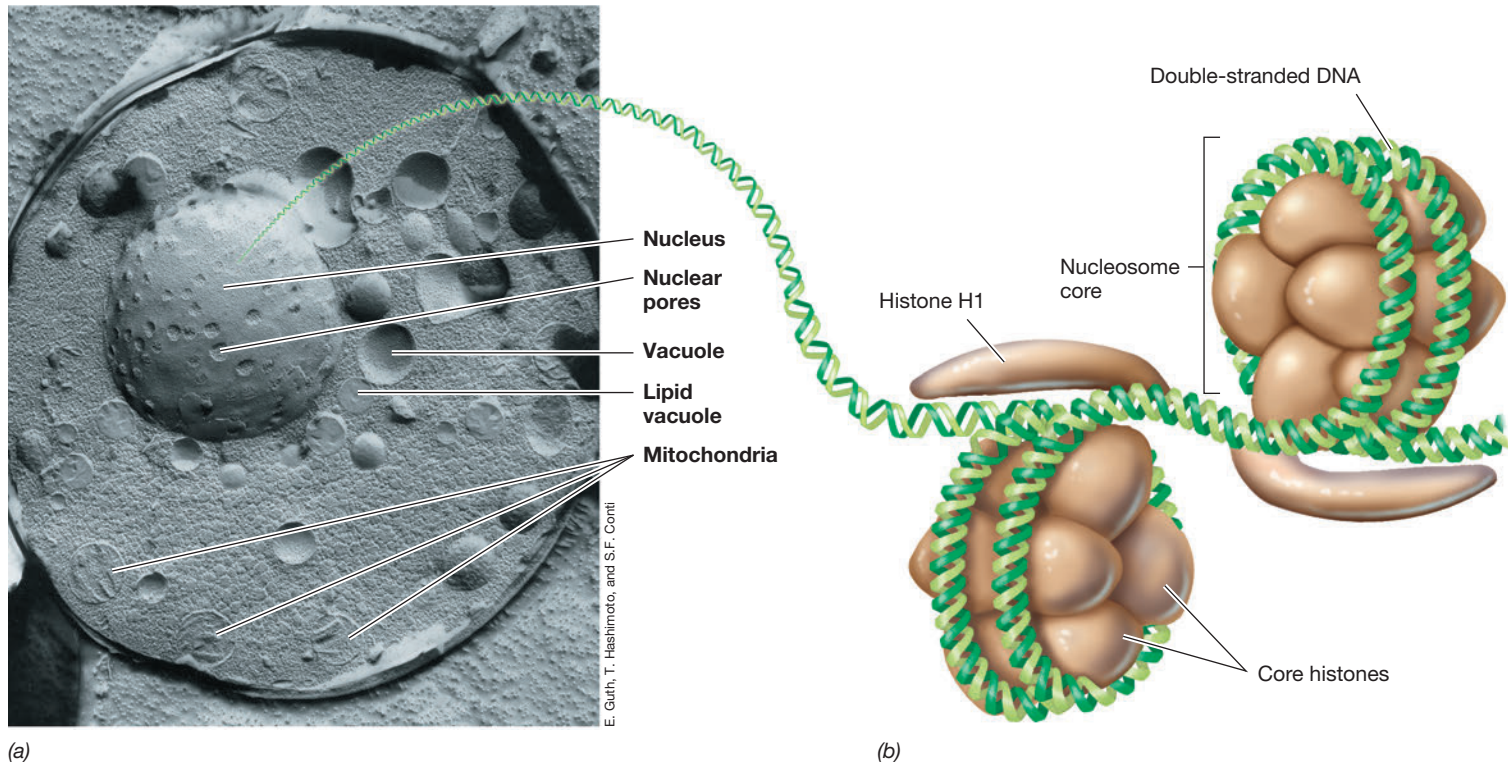 Nucleus
Nuclear
pores
Vacuole
Lipid
vacuole
Mitochondria
E. Guth, T. Hashimoto, and S.F. Conti
(a)
Double-stranded DNA
Nucleosome
core
Histone H1
Core histones
(b)